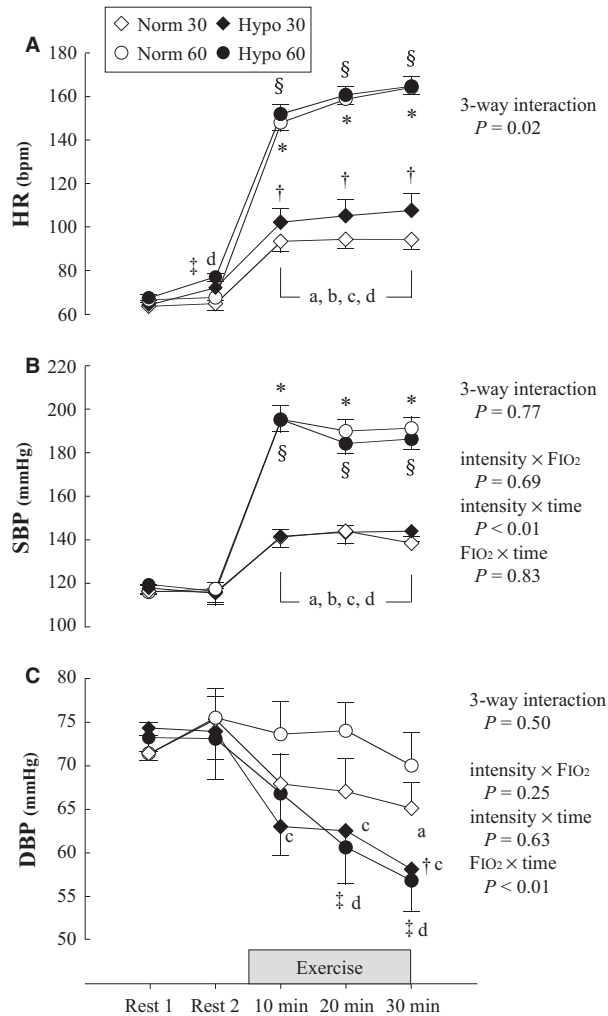 Norm 30 Hypo 30
Norm 60 Hypo 60
A
180
160
140
120
100
80
60
HR (bpm)
§ § §
* * *
† † †
‡ d
a, b, c, d
3-way interaction
P = 0.02
B
220
200
180
160
140
120
100
SBP (mmHg)
* * *
§ § §
a, b, c, d
3-way interaction
P = 0.77
intensity × FIO₂
P = 0.69
intensity × time
P < 0.01
FIO₂ × time
P = 0.83
C
80
75
70
65
60
55
50
DBP (mmHg)
a
c
c
† c
‡ d
‡ d
3-way interaction
P = 0.50
intensity × FIO₂
P = 0.25
intensity × time
P = 0.63
FIO₂ × time
P < 0.01
Exercise
Rest 1 Rest 2 10 min 20 min 30 min